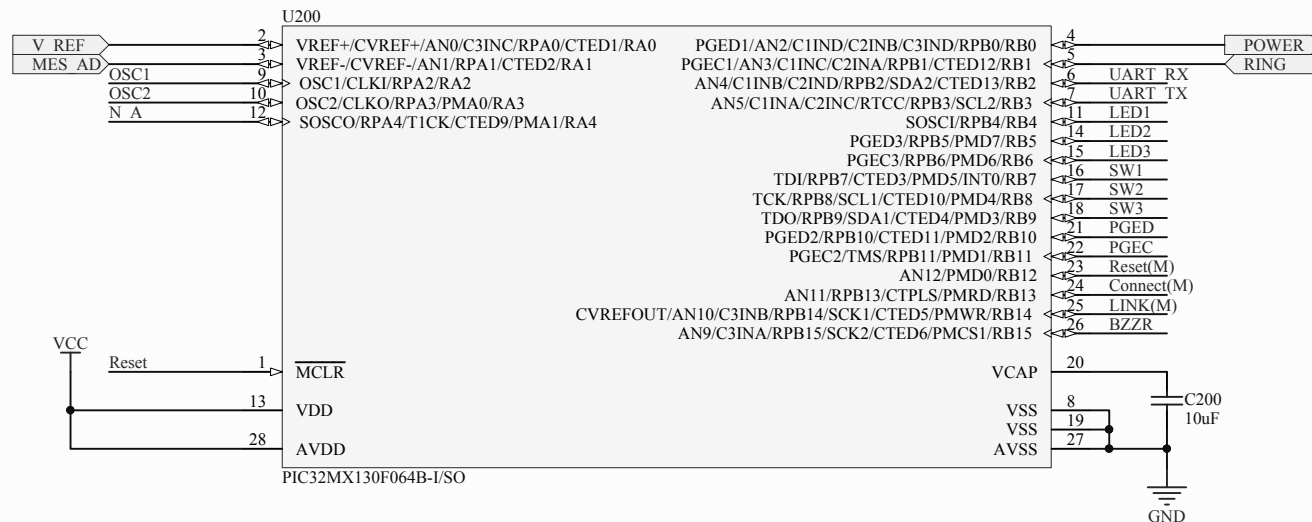 U200
V_REF 2 VREF+/CVREF+/AN0/C3INC/RPA0/CTED1/RA0
MES_AD 3 VREF-/CVREF-/AN1/RPA1/CTED2/RA1
OSC1 9 OSC1/CLKI/RPA2/RA2
OSC2 10 OSC2/CLKO/RPA3/PMA0/RA3
N_A 12 SOSCO/RPA4/T1CK/CTED9/PMA1/RA4
PGED1/AN2/C1IND/C2INB/C3IND/RPB0/RB0 4 POWER
PGEC1/AN3/C1INC/C2INA/RPB1/CTED12/RB1 5 RING
AN4/C1INB/C2IND/RPB2/SDA2/CTED13/RB2 6 UART_RX
AN5/C1INA/C2INC/RTCC/RPB3/SCL2/RB3 7 UART_TX
SOSCI/RPB4/RB4 11 LED1
PGED3/RPB5/PMD7/RB5 14 LED2
PGEC3/RPB6/PMD6/RB6 15 LED3
TDI/RPB7/CTED3/PMD5/INT0/RB7 16 SW1
TCK/RPB8/SCL1/CTED10/PMD4/RB8 17 SW2
TDO/RPB9/SDA1/CTED4/PMD3/RB9 18 SW3
PGED2/RPB10/CTED11/PMD2/RB10 21 PGED
PGEC2/TMS/RPB11/PMD1/RB11 22 PGEC
AN12/PMD0/RB12 23 Reset(M)
AN11/RPB13/CTPLS/PMRD/RB13 24 Connect(M)
CVREFOUT/AN10/C3INB/RPB14/SCK1/CTED5/PMWR/RB14 25 LINK(M)
AN9/C3INA/RPB15/SCK2/CTED6/PMCS1/RB15 26 BZZR
VCC
Reset 1 MCLR
13 VDD
28 AVDD
VCAP 20
C200
10uF
VSS 8
VSS 19
AVSS 27
PIC32MX130F064B-I/SO
GND